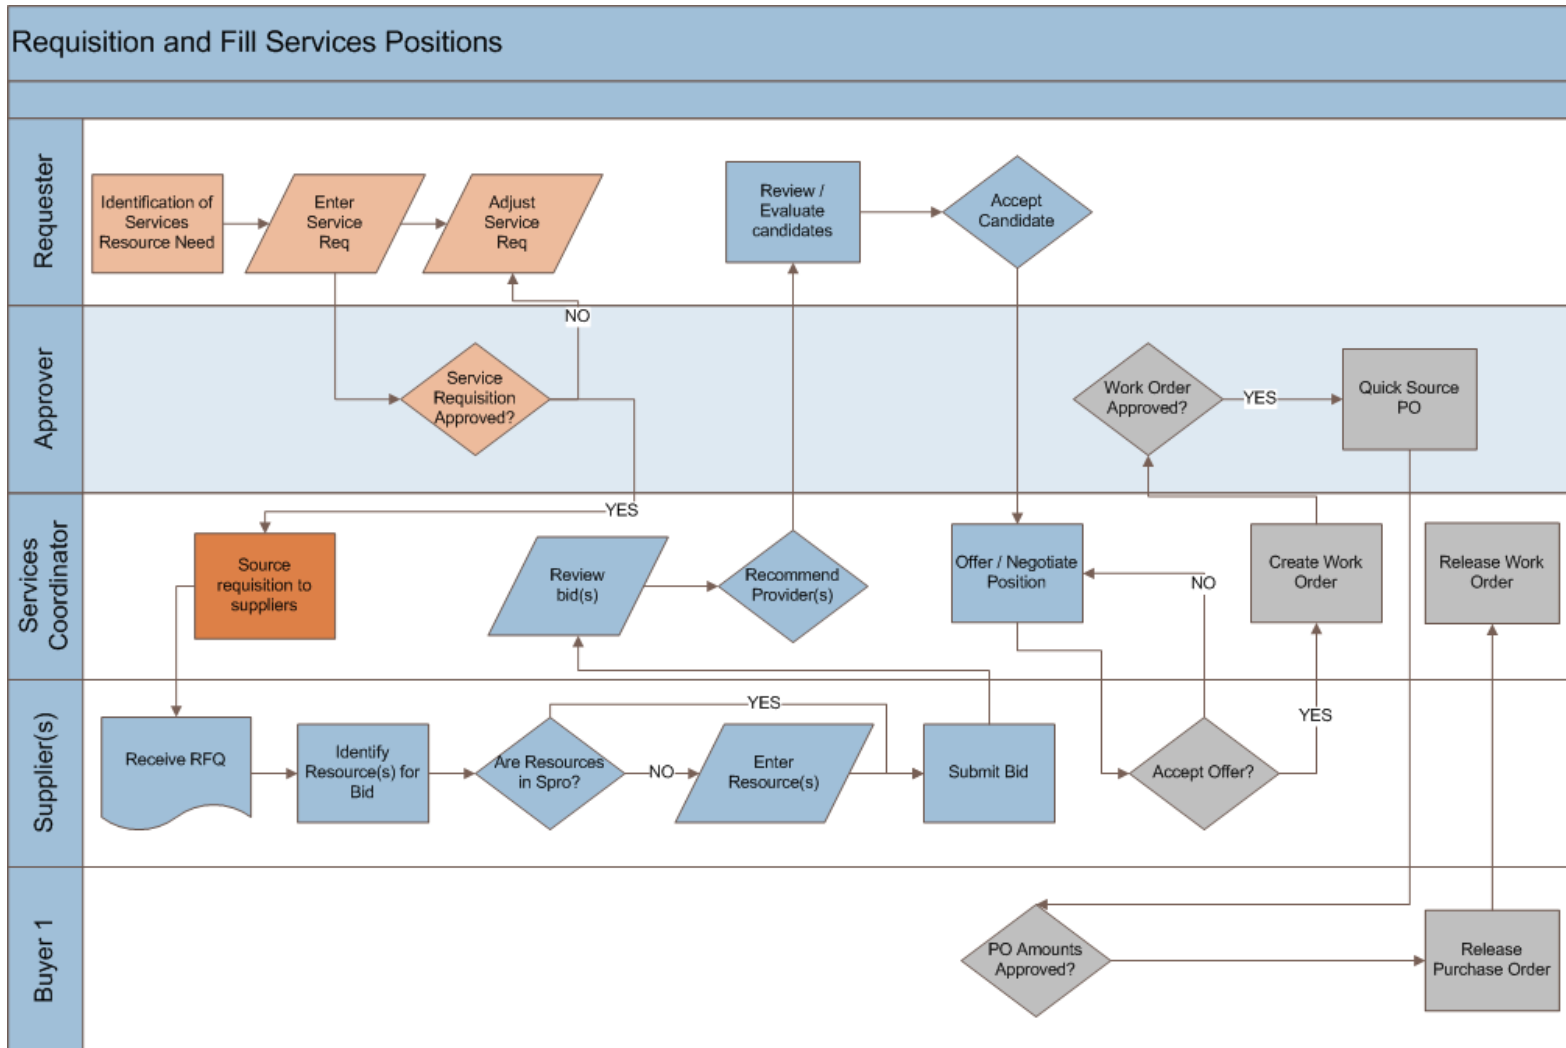 Requisition and Fill Services Positions
Requester
Identification of
Services
Resource Need
Enter
Service
Req
Adjust
Service
Req
Review /
Evaluate
candidates
Accept
Candidate
NO
Approver
Service
Requisition
Approved?
Work Order
Approved?
YES
Quick Source
PO
Services
Coordinator
YES
Source
requisition to
suppliers
Review
bid(s)
Recommend
Provider(s)
Offer / Negotiate
Position
NO
Create Work
Order
Release Work
Order
Supplier(s)
Receive RFQ
Identify
Resource(s) for
Bid
Are Resources
in Spro?
YES
NO
Enter
Resource(s)
Submit Bid
Accept Offer?
YES
Buyer 1
PO Amounts
Approved?
Release
Purchase Order